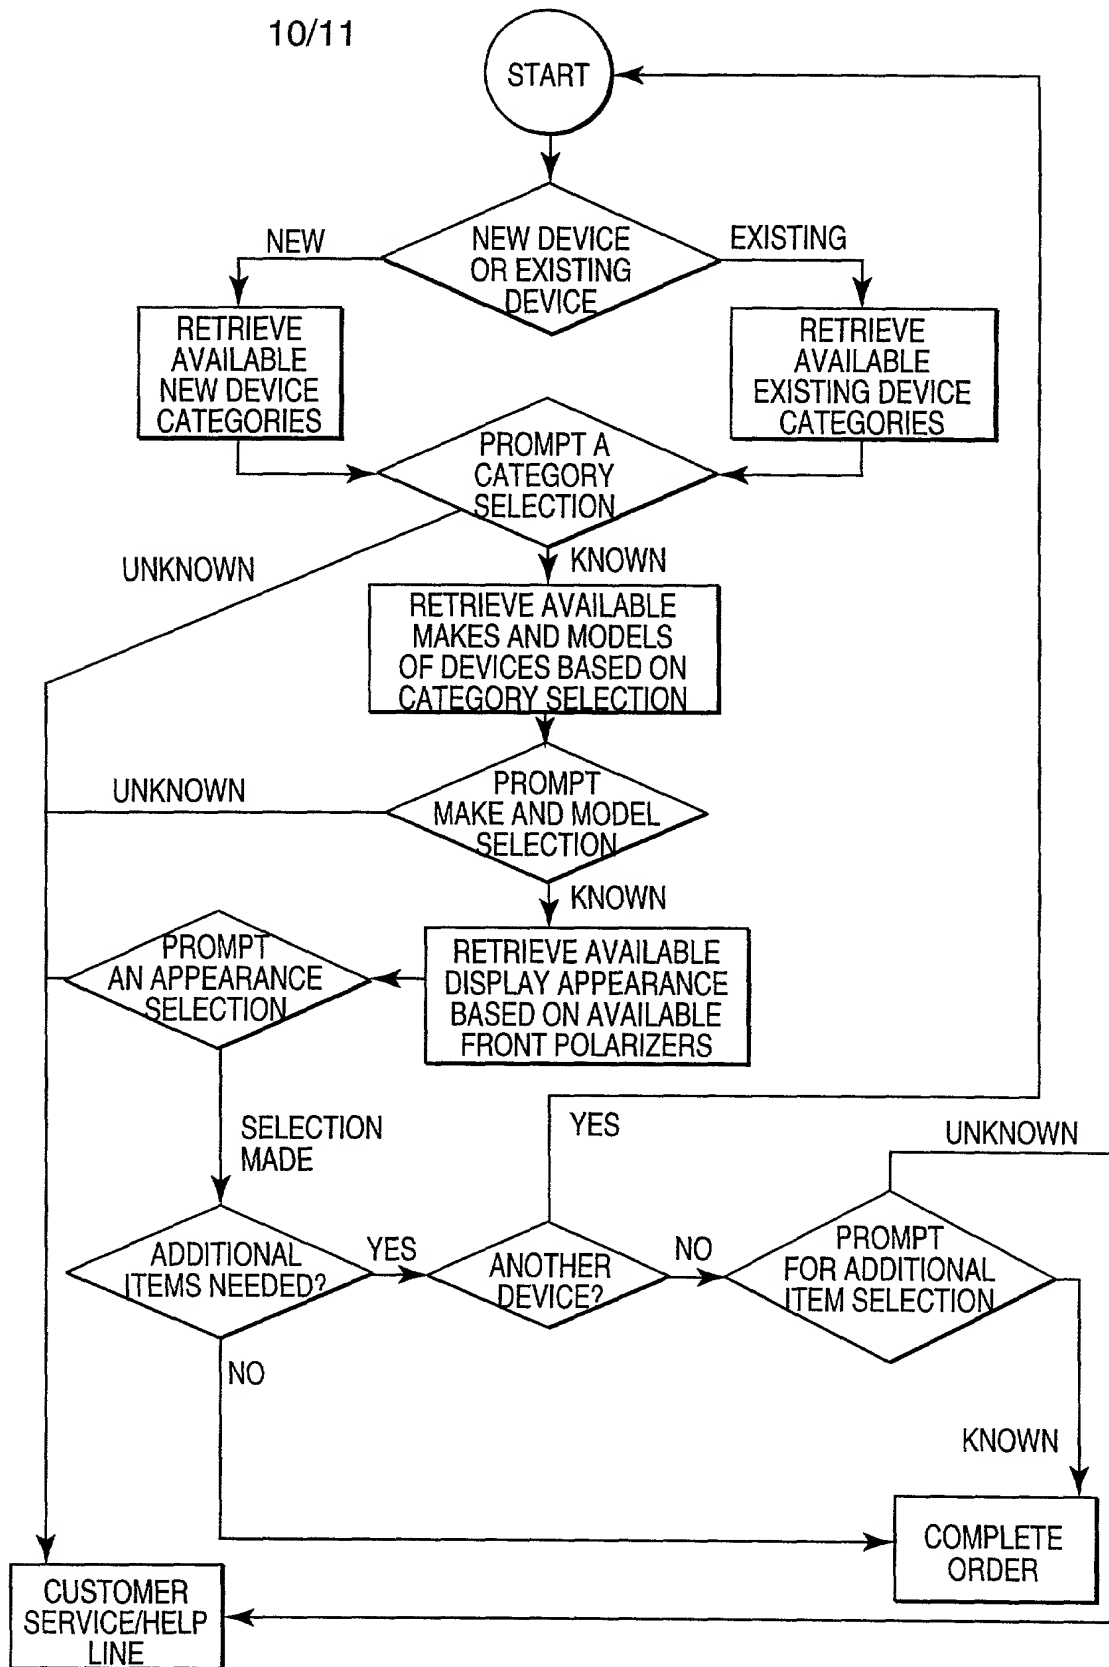 10/11
START
NEW DEVICE
OR EXISTING
DEVICE
NEW
EXISTING
RETRIEVE
AVAILABLE
NEW DEVICE
CATEGORIES
RETRIEVE
AVAILABLE
EXISTING DEVICE
CATEGORIES
PROMPT A
CATEGORY
SELECTION
UNKNOWN
KNOWN
RETRIEVE AVAILABLE
MAKES AND MODELS
OF DEVICES BASED ON
CATEGORY SELECTION
PROMPT
MAKE AND MODEL
SELECTION
UNKNOWN
KNOWN
RETRIEVE AVAILABLE
DISPLAY APPEARANCE
BASED ON AVAILABLE
FRONT POLARIZERS
PROMPT
AN APPEARANCE
SELECTION
SELECTION
MADE
ADDITIONAL
ITEMS NEEDED?
YES
ANOTHER
DEVICE?
YES
NO
PROMPT
FOR ADDITIONAL
ITEM SELECTION
UNKNOWN
KNOWN
NO
COMPLETE
ORDER
CUSTOMER
SERVICE/HELP
LINE